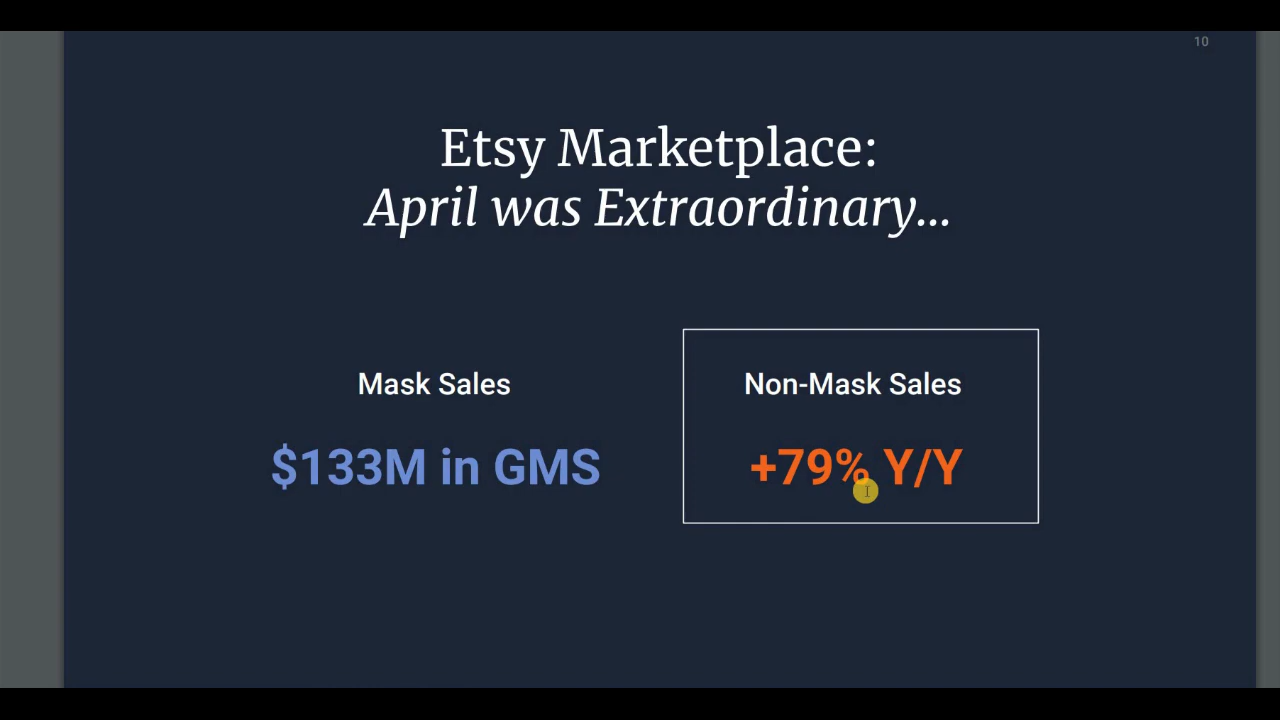 10
Etsy Marketplace:
April was Extraordinary...
Mask Sales
$133M in GMS
Non-Mask Sales
+79% Y/Y